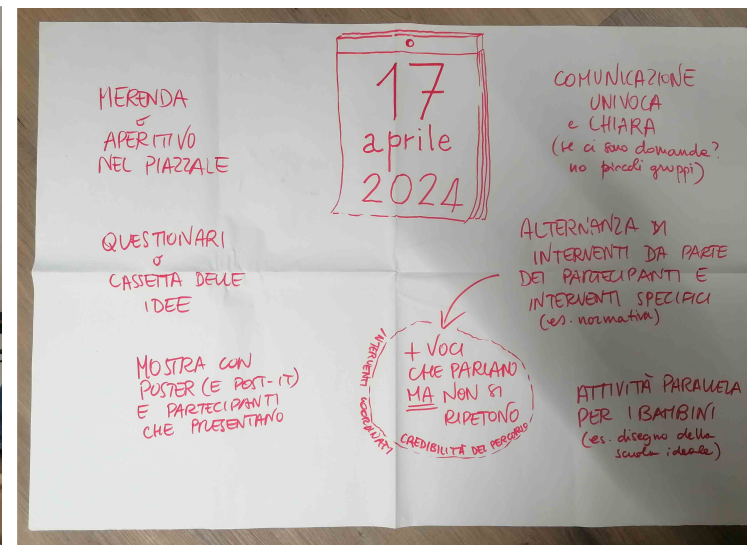 17
aprile
2024
MERENDA
o
APERITIVO
NEL PIAZZALE
QUESTIONARI
o
CASSETTA DELLE
IDEE
MOSTRA CON
POSTER (E POST-IT)
E PARTECIPANTI
CHE PRESENTANO
COMUNICAZIONE
UNIVOCA
e CHIARA
(se ci sono domande?
no piccoli gruppi)
ALTERNANZA DI
INTERVENTI DA PARTE
DEI PARTECIPANTI E
INTERVENTI SPECIFICI
(es. normativa)
+ VOCI
CHE PARLANO
MA NON SI
RIPETONO
INTERVENTI COORDINATI
CREDIBILITÀ DEL PERCORSO
ATTIVITÀ PARALLELA
PER I BAMBINI
(es. disegno della
scuola ideale)